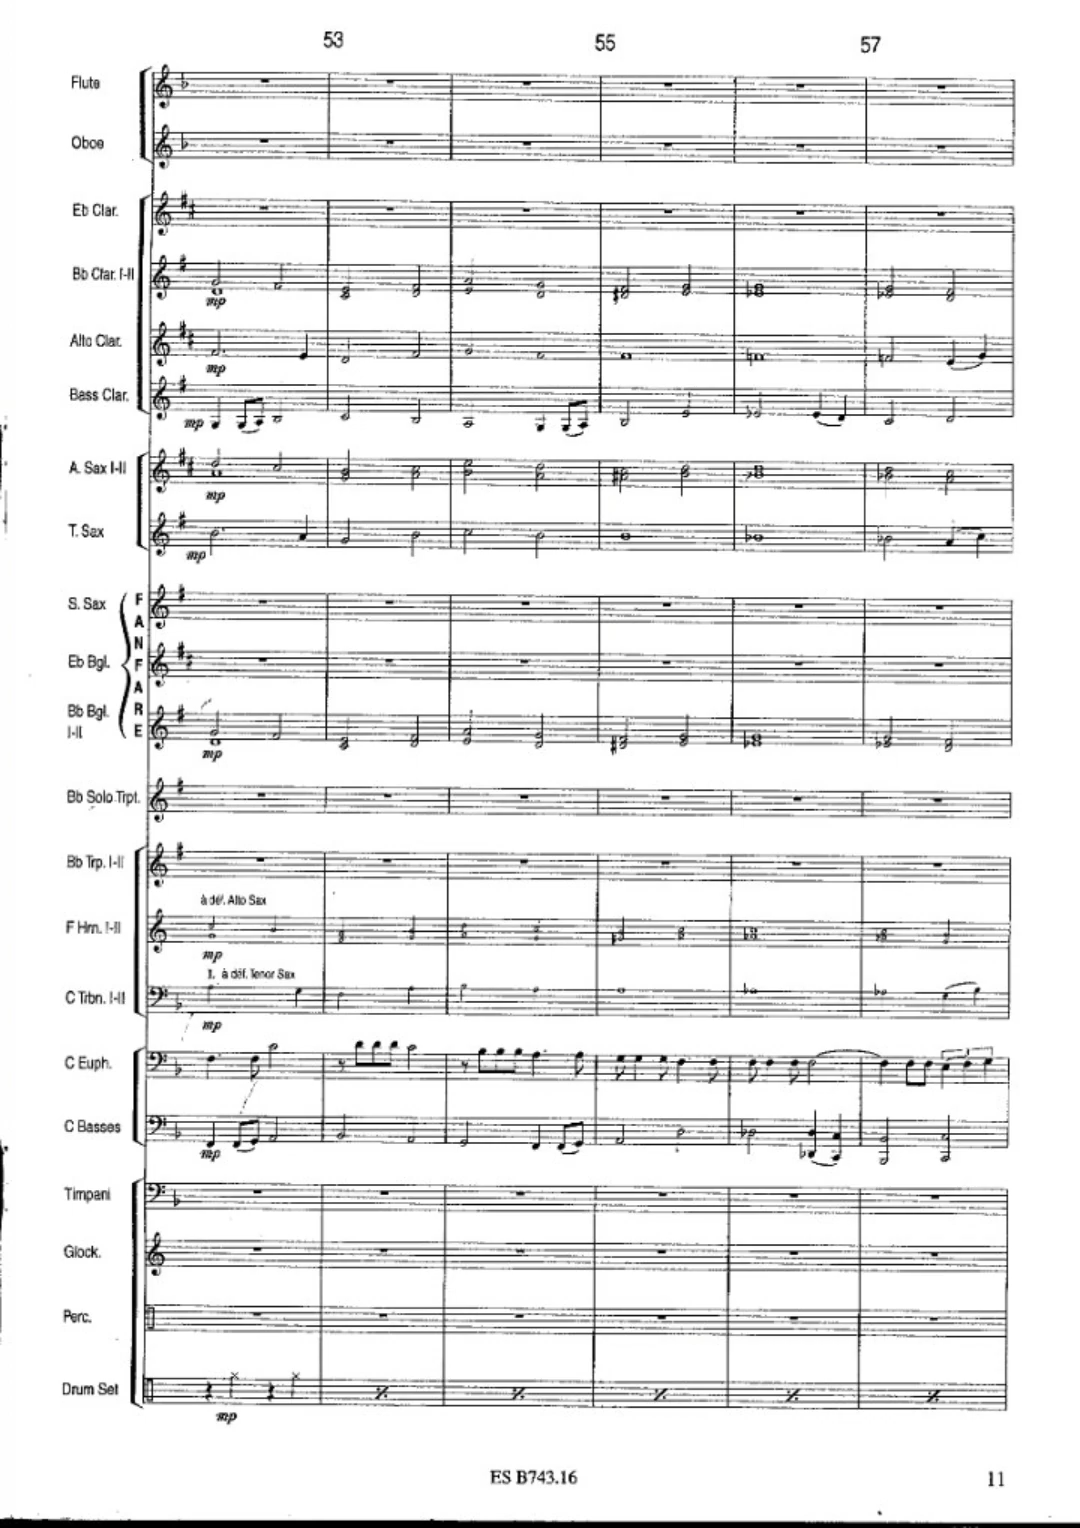 53 55 57
Flute
Oboe
Eb Clar.
Bb Clar. I-II
mp
Alto Clar.
mp
Bass Clar.
mp
A. Sax I-II
mp
T. Sax
mp
S. Sax
Eb Bgl.
FANFARE
Bb Bgl.
I-II
mp
Bb Solo Trpt.
Bb Trp. I-II
à déf. Alto Sax
F Hrn. I-II
mp
I. à déf. Tenor Sax
C Trbn. I-II
mp
C Euph.
C Basses
mp
Timpani
Glock.
Perc.
Drum Set
mp
ES B743.16
11